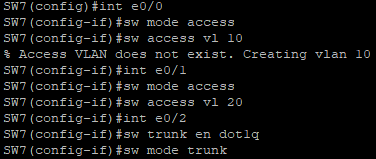 SW7(config)#int e0/0
SW7(config-if)#sw mode access
SW7(config-if)#sw access vl 10
% Access VLAN does not exist. Creating vlan 10
SW7(config-if)#int e0/1
SW7(config-if)#sw mode access
SW7(config-if)#sw access vl 20
SW7(config-if)#int e0/2
SW7(config-if)#sw trunk en dot1q
SW7(config-if)#sw mode trunk